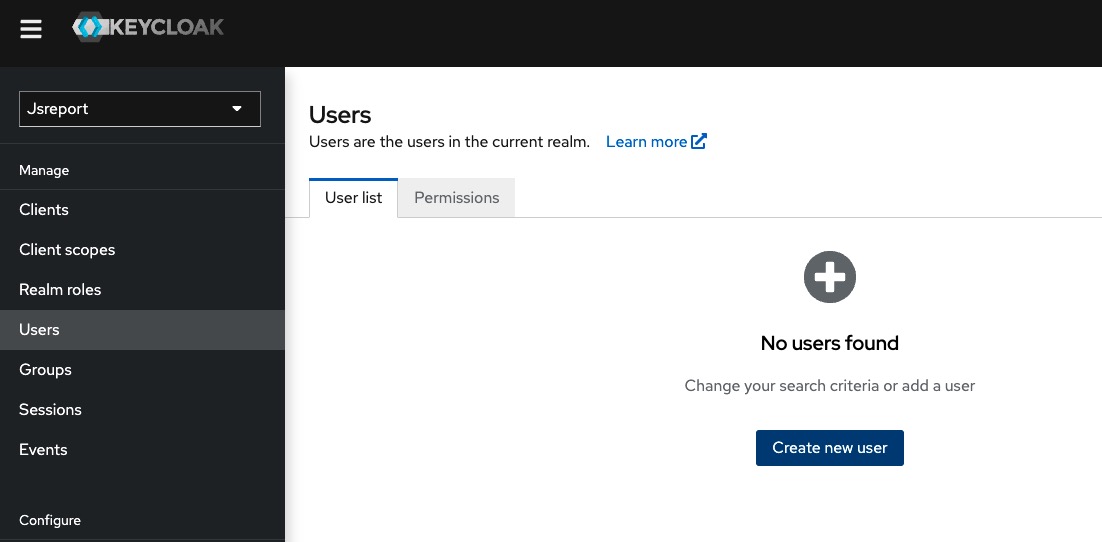 KEYCLOAK
Jsreport
Manage
Clients
Client scopes
Realm roles
Users
Groups
Sessions
Events
Configure
Users
Users are the users in the current realm. Learn more
User list Permissions
No users found
Change your search criteria or add a user
Create new user